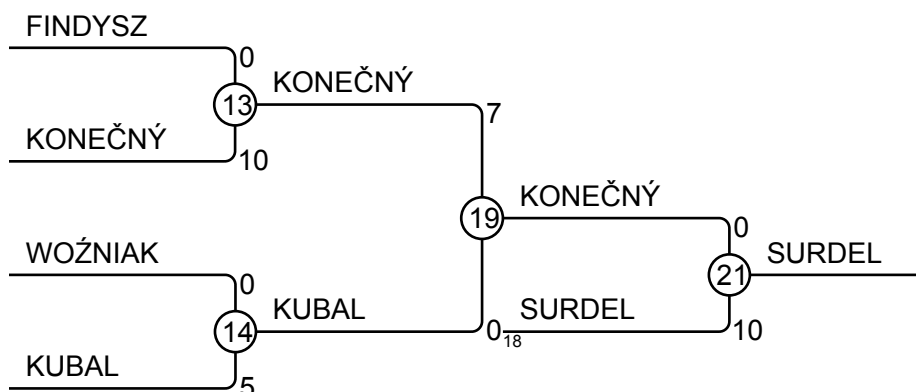 FINDYSZ
0
13
KONEČNÝ
KONEČNÝ
10
7
19
KONEČNÝ
0
WOŹNIAK
0
14
KUBAL
KUBAL
5
0
18
SURDEL
21
10
SURDEL